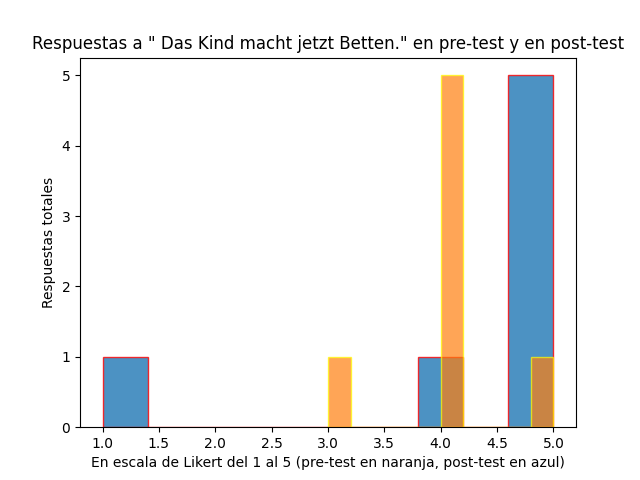 Respuestas a " Das Kind macht jetzt Betten." en pre-test y en post-test
Respuestas totales
5
4
3
2
1
0
1.0 1.5 2.0 2.5 3.0 3.5 4.0 4.5 5.0
En escala de Likert del 1 al 5 (pre-test en naranja, post-test en azul)